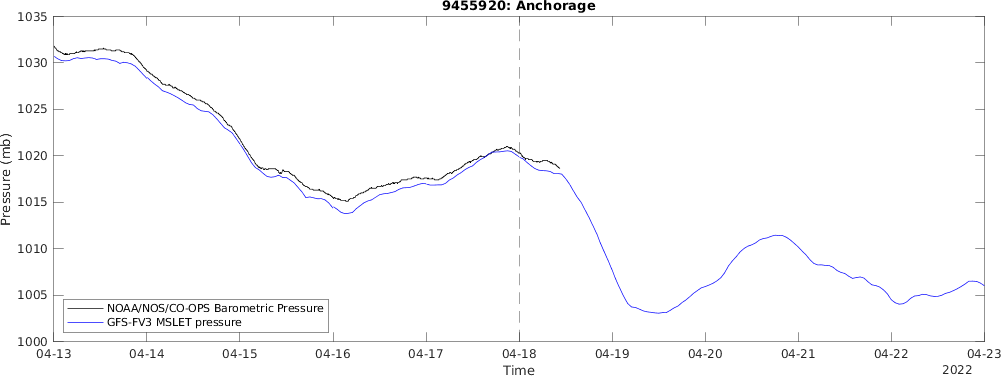 9455920: Anchorage
1035
1030
1025
1020
1015
1010
1005
1000
Pressure (mb)
NOAA/NOS/CO-OPS Barometric Pressure
GFS-FV3 MSLET pressure
04-13 04-14 04-15 04-16 04-17 04-18 04-19 04-20 04-21 04-22 04-23
Time
2022